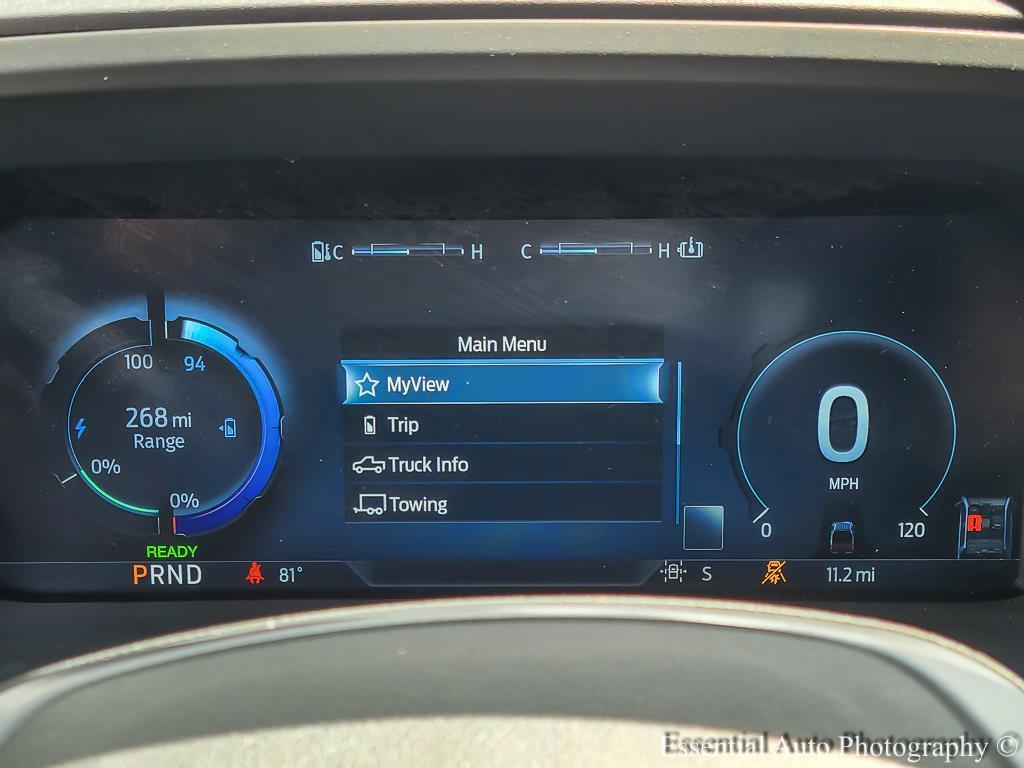 C H C H
Main Menu
MyView
Trip
Truck Info
Towing
100 94
268 mi
Range
0%
0%
READY
PRND 81°
S
0
MPH
0 120
11.2 mi
Essential Auto Photography ©